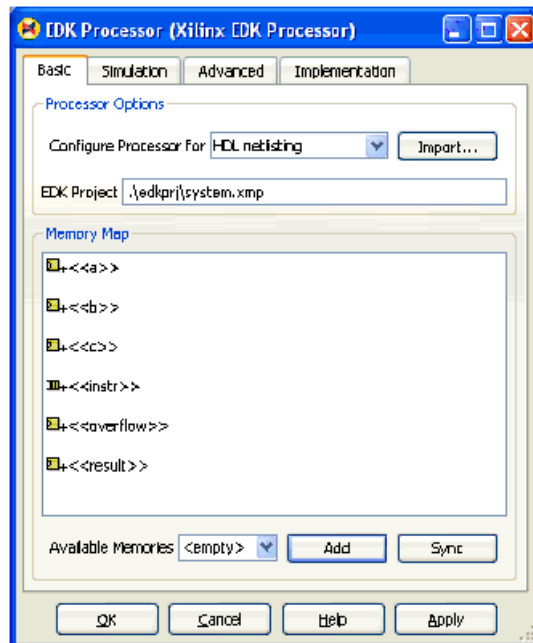 EDK Processor (Xilinx EDK Processor)
Basic Simulation Advanced Implementation
Processor Options
Configure Processor For HDL netlisting Import...
EDK Project .\edkprj\system.xmp
Memory Map
<<a>>
<<b>>
<<c>>
<<instr>>
<<overflow>>
<<result>>
Available Memories <empty> Add Sync
OK Cancel Help Apply